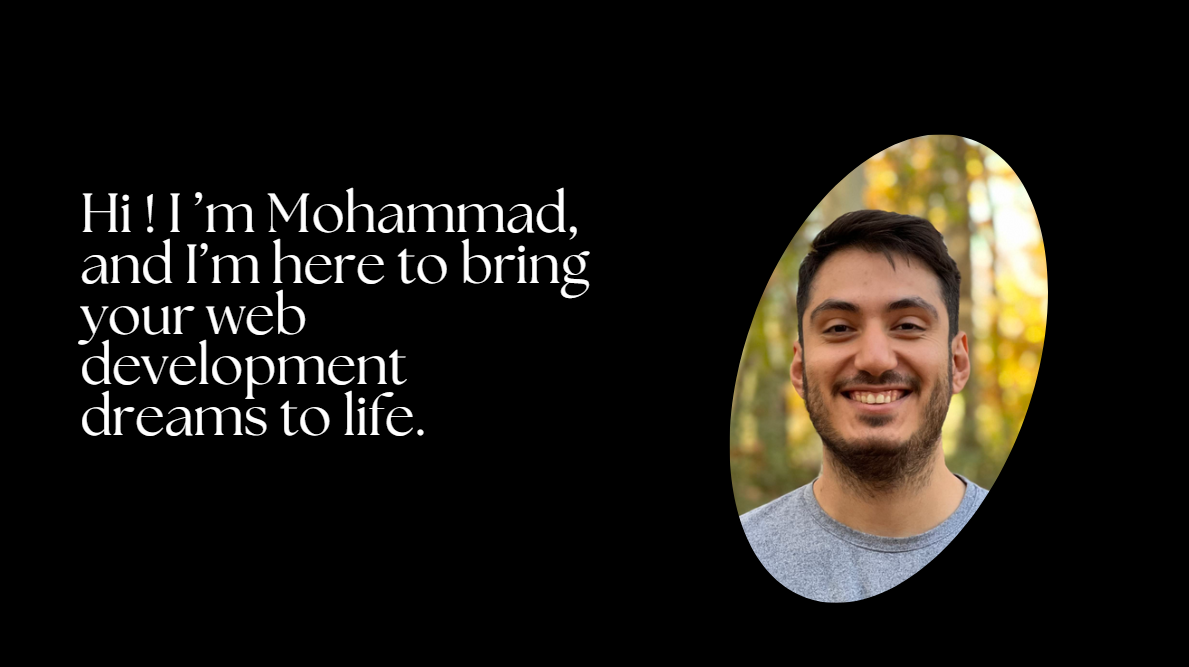 Hi ! I ’m Mohammad,
and I’m here to bring
your web
development
dreams to life.